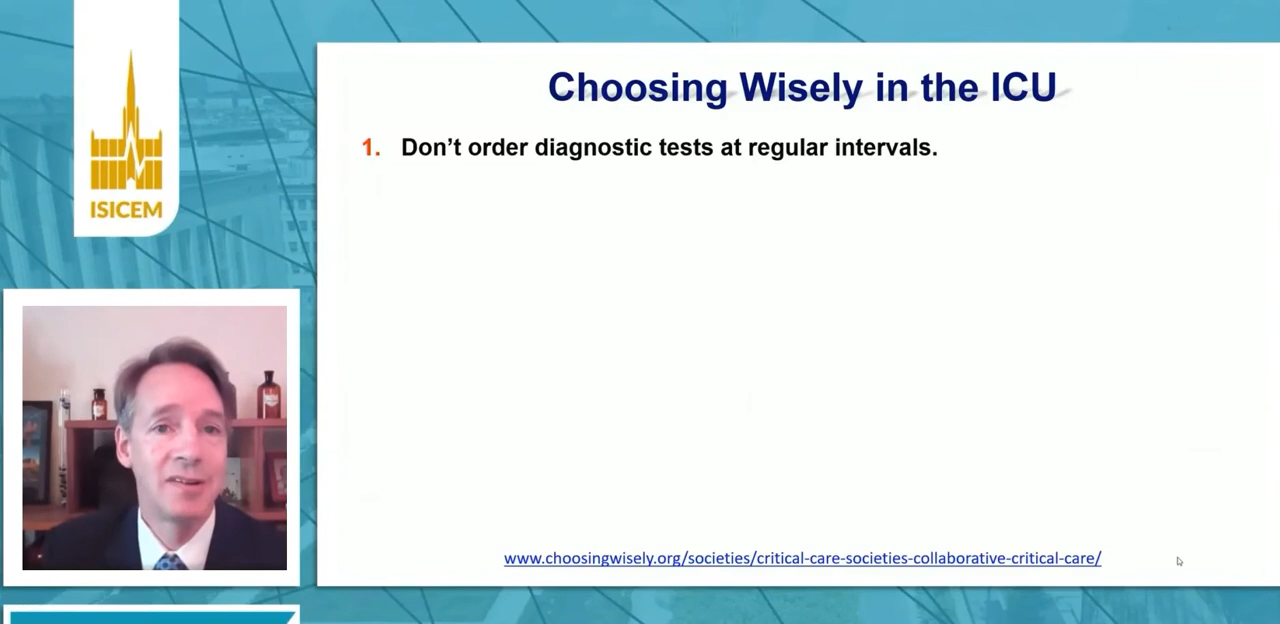 ISICEM
Choosing Wisely in the ICU
1. Don’t order diagnostic tests at regular intervals.
www.choosingwisely.org/societies/critical-care-societies-collaborative-critical-care/